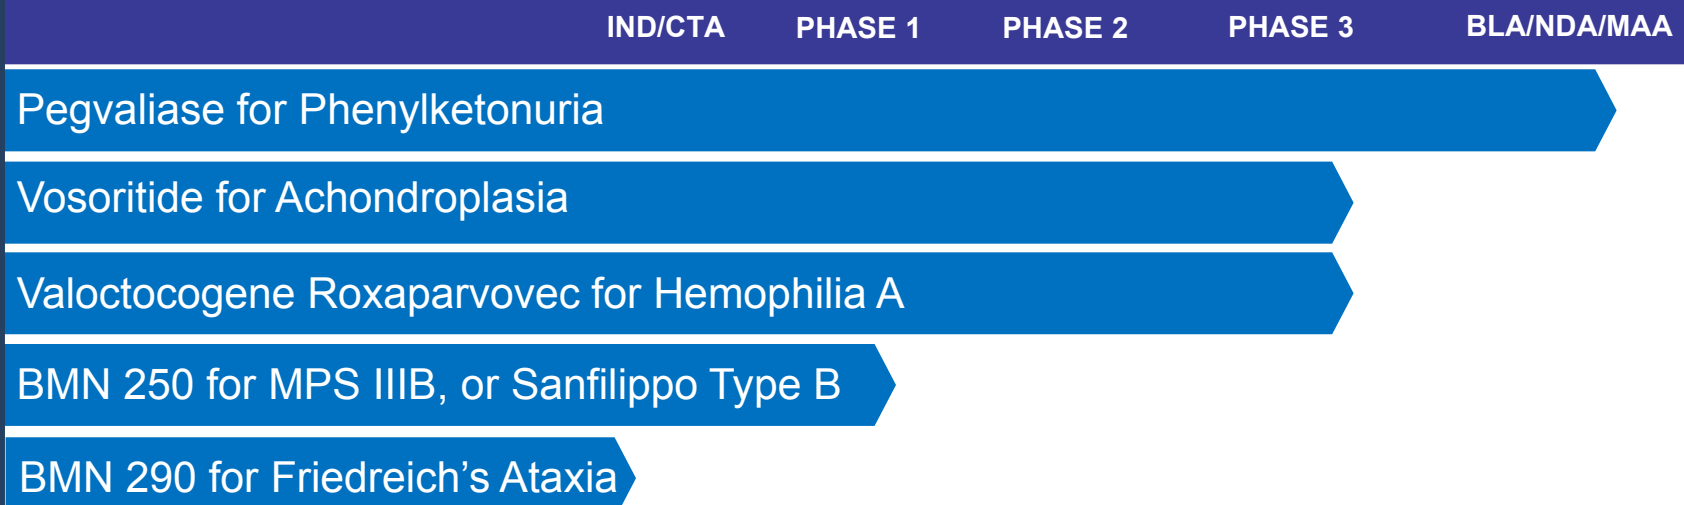 IND/CTA PHASE 1 PHASE 2 PHASE 3 BLA/NDA/MAA
Pegvaliase for Phenylketonuria
Vosoritide for Achondroplasia
Valoctocogene Roxaparvovec for Hemophilia A
BMN 250 for MPS IIIB, or Sanfilippo Type B
BMN 290 for Friedreich’s Ataxia